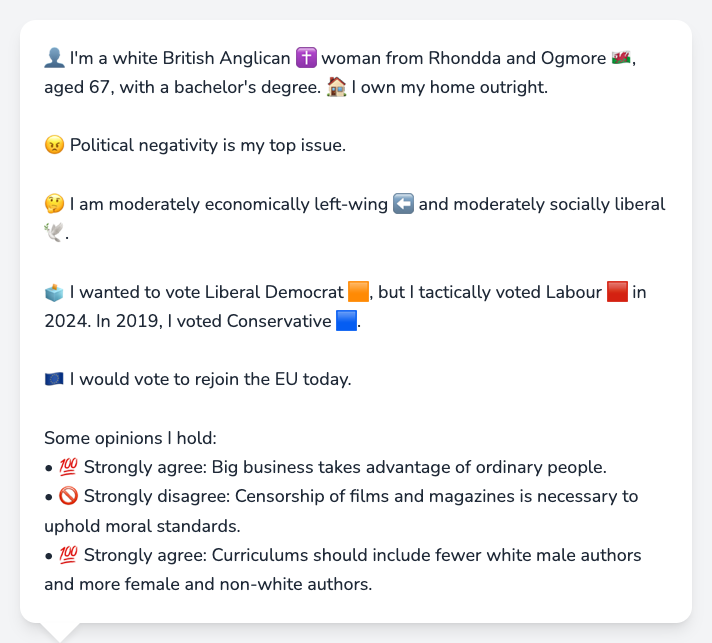 👤 I'm a white British Anglican ✝️ woman from Rhondda and Ogmore 🏴󠁧󠁢󠁷󠁬󠁳󠁿,
aged 67, with a bachelor's degree. 🏠 I own my home outright.
😠 Political negativity is my top issue.
🤔 I am moderately economically left-wing ⬅️ and moderately socially liberal
🕊️.
🗳️ I wanted to vote Liberal Democrat 🟧, but I tactically voted Labour 🟥 in
2024. In 2019, I voted Conservative 🟦.
🇪🇺 I would vote to rejoin the EU today.
Some opinions I hold:
• 💯 Strongly agree: Big business takes advantage of ordinary people.
• 🚫 Strongly disagree: Censorship of films and magazines is necessary to
uphold moral standards.
• 💯 Strongly agree: Curriculums should include fewer white male authors
and more female and non-white authors.